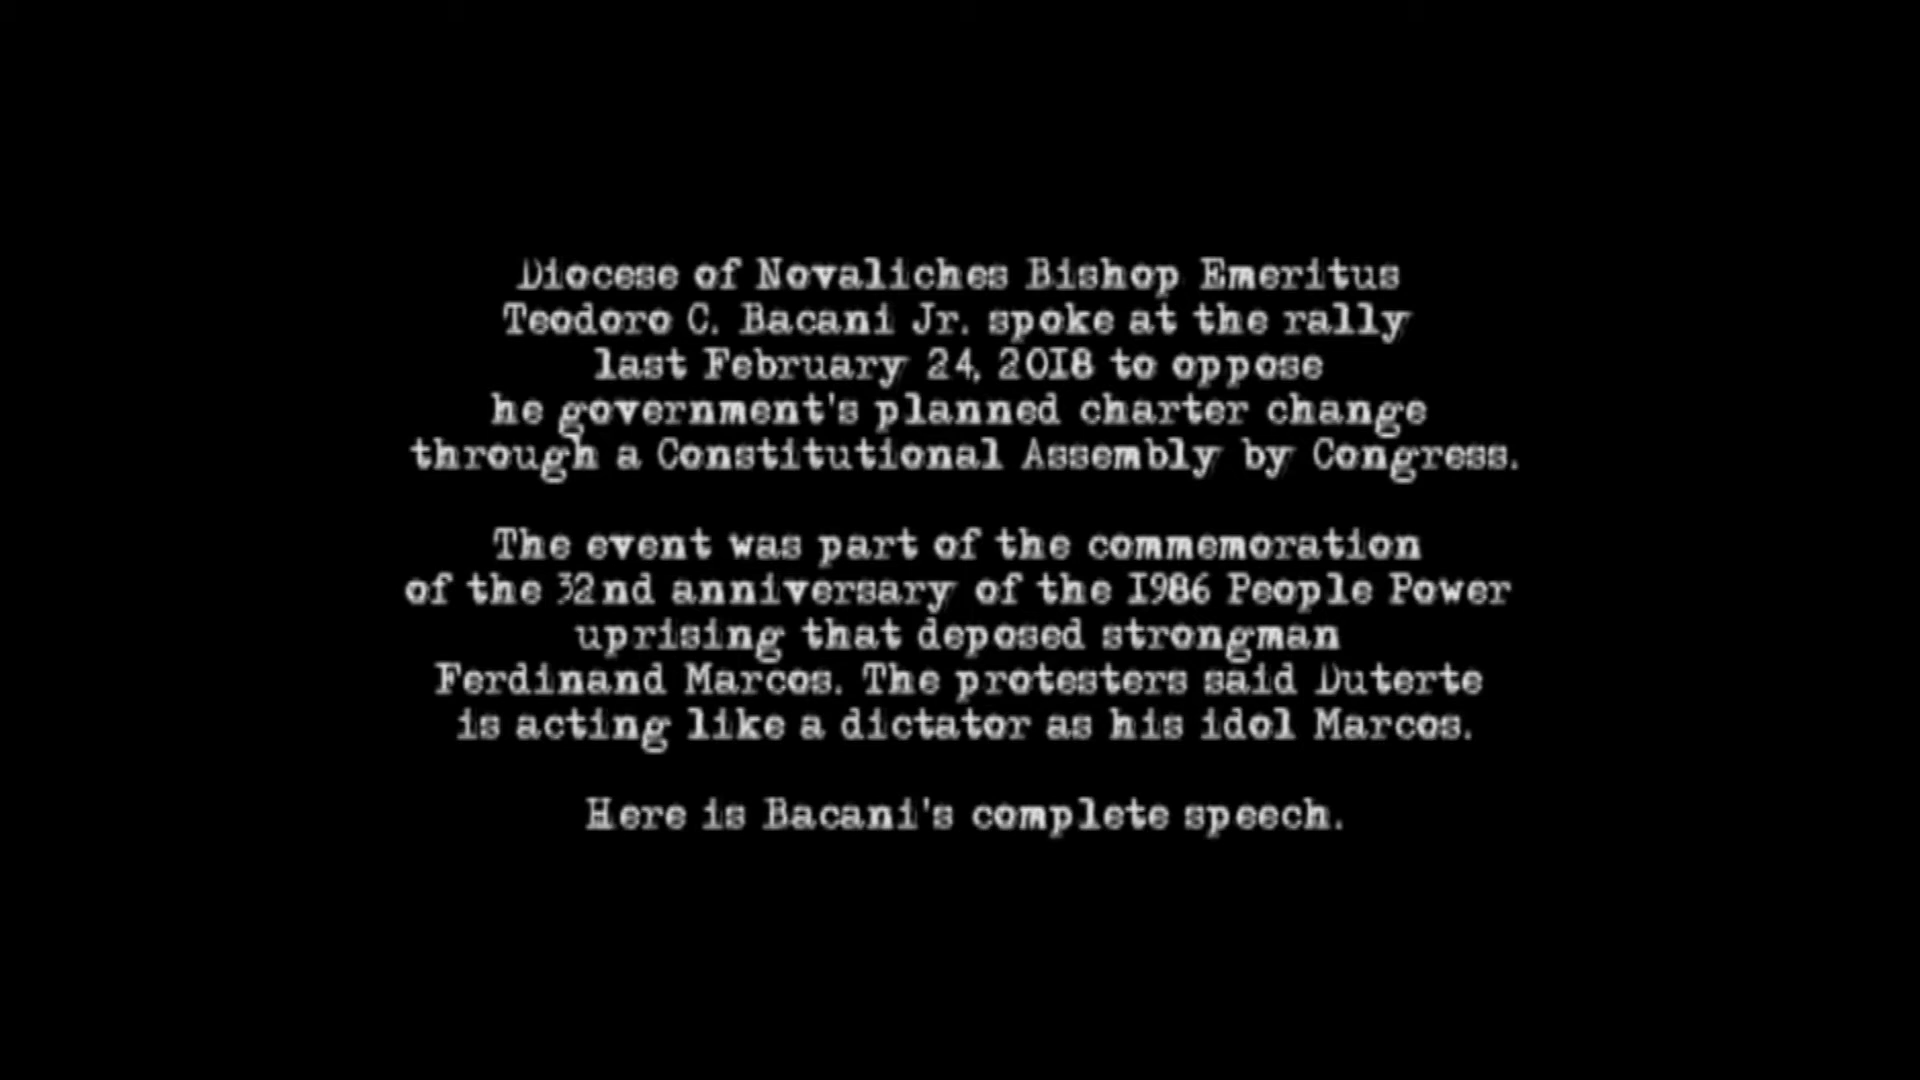 Diocese of Novaliches Bishop Emeritus
Teodoro C. Bacani Jr. spoke at the rally
last February 24, 2018 to oppose
he government's planned charter change
through a Constitutional Assembly by Congress.
The event was part of the commemoration
of the 32nd anniversary of the 1986 People Power
uprising that deposed strongman
Ferdinand Marcos. The protesters said Duterte
is acting like a dictator as his idol Marcos.
Here is Bacani's complete speech.